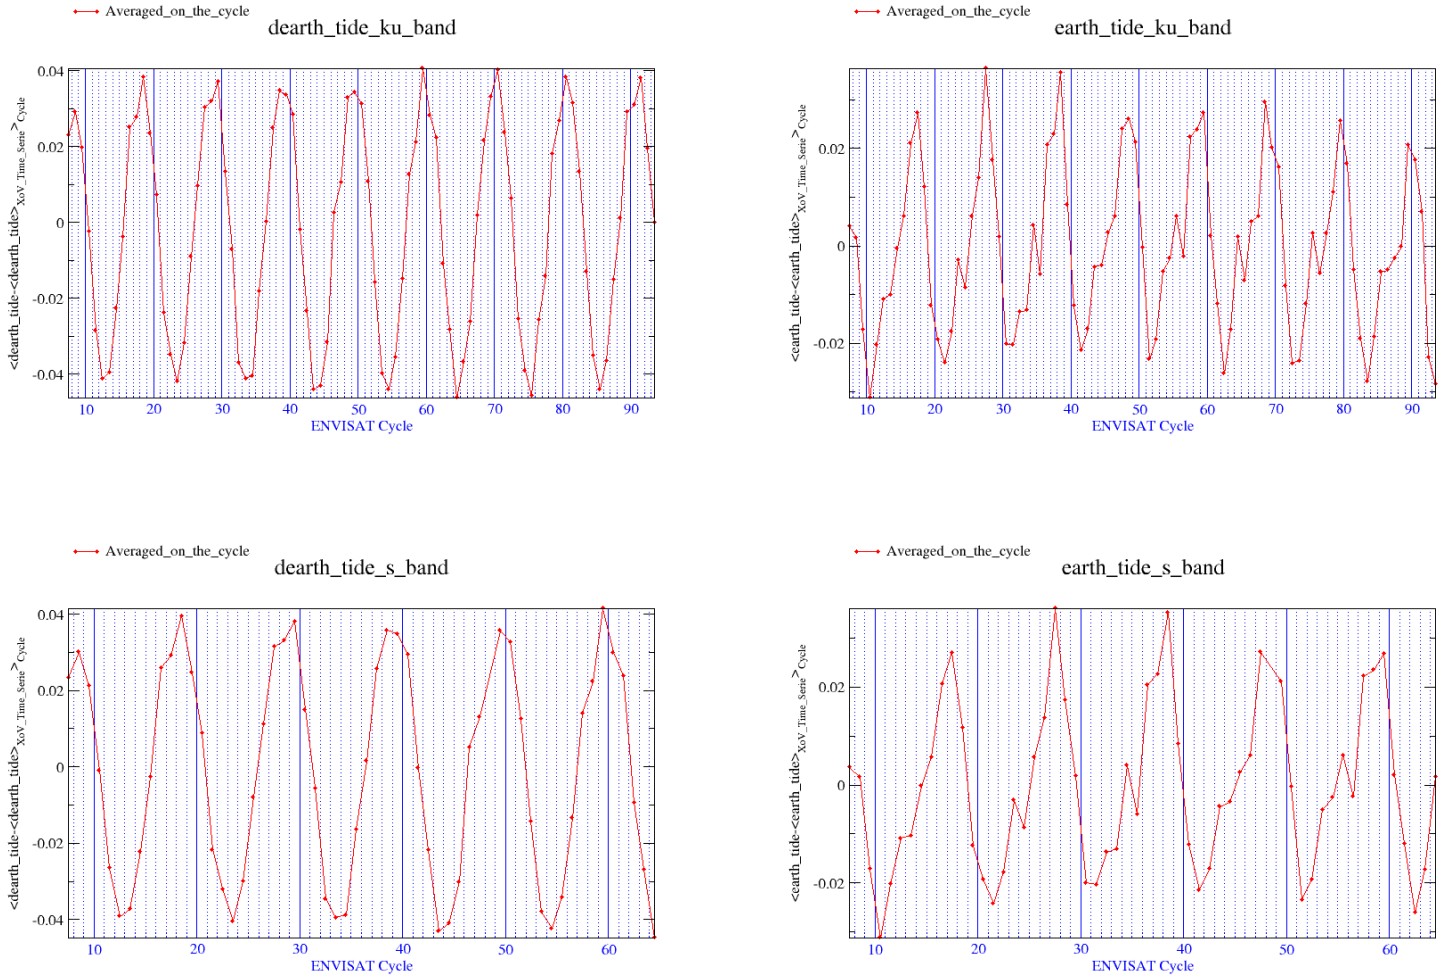 Averaged_on_the_cycle
dearth_tide_ku_band
<dearth_tide-<dearth_tide>XoV_Time_Serie>Cycle
0.04
0.02
0
-0.02
-0.04
10 20 30 40 50 60 70 80 90
ENVISAT Cycle
Averaged_on_the_cycle
earth_tide_ku_band
<earth_tide-<earth_tide>XoV_Time_Serie>Cycle
0.02
0
-0.02
10 20 30 40 50 60 70 80 90
ENVISAT Cycle
Averaged_on_the_cycle
dearth_tide_s_band
<dearth_tide-<dearth_tide>XoV_Time_Serie>Cycle
0.04
0.02
0
-0.02
-0.04
10 20 30 40 50 60
ENVISAT Cycle
Averaged_on_the_cycle
earth_tide_s_band
<earth_tide-<earth_tide>XoV_Time_Serie>Cycle
0.02
0
-0.02
10 20 30 40 50 60
ENVISAT Cycle